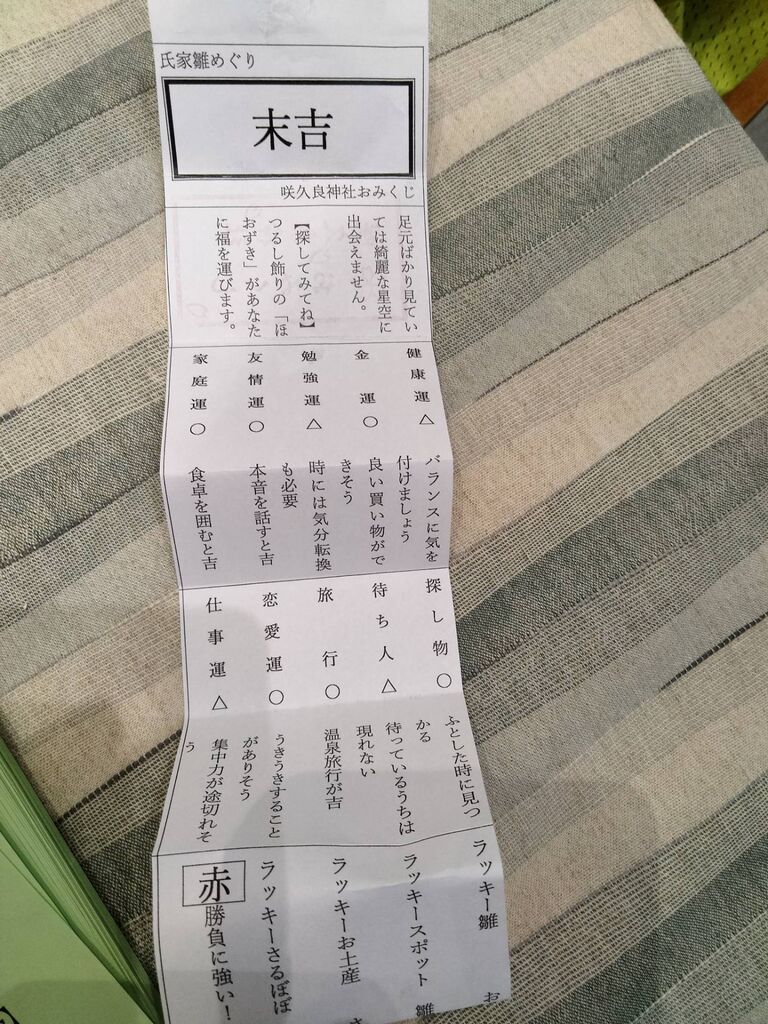 氏家雛めぐり
末吉
咲久良神社おみくじ
足元ばかり見てい
ては綺麗な星空に
出会えません。
【探してみてね】
つるし飾りの「ほ
おずき」があなた
に福を運びます。
健康運△
バランスに気を
付けましょう
金運○
良い買い物がで
きそう
勉強運△
時には気分転換
も必要
友情運○
本音を話すと吉
家庭運○
食卓を囲むと吉
探し物○
ふとした時に見つ
かる
待ち人△
待っているうちは
現れない
旅行○
温泉旅行が吉
恋愛運○
うきうきすること
がありそう
仕事運△
集中力が途切れそ
う
ラッキー雛
お
ラッキースポット
雛
ラッキーお土産
さ
ラッキーさるぼぼ
赤
勝負に強い!